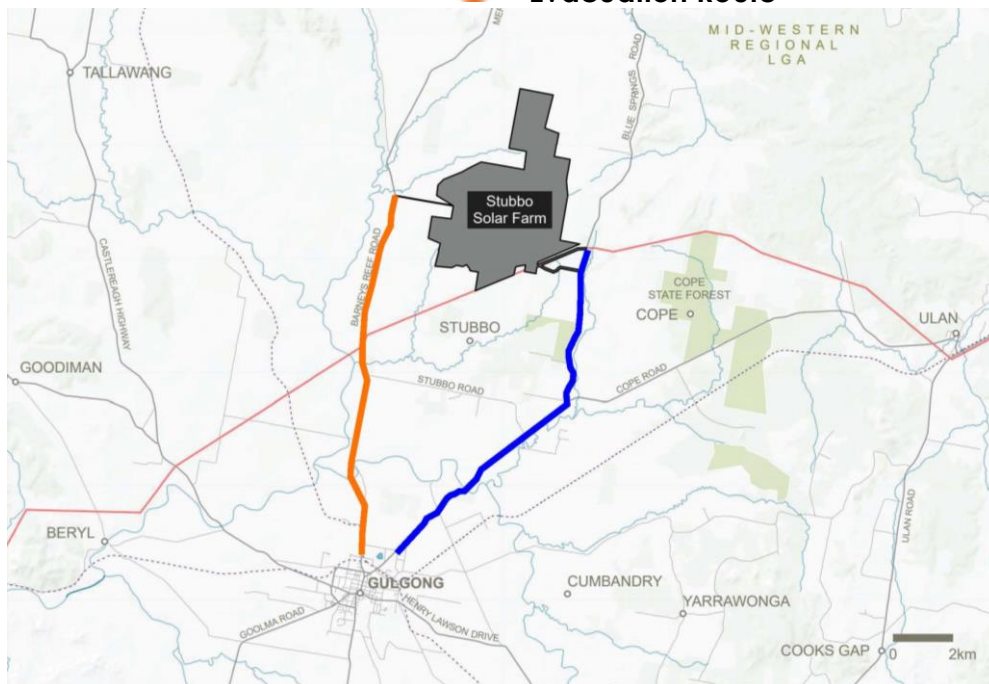 Evacuation Route
MID-WESTERN
REGIONAL
LGA
TALLAWANG
BLUE SPRINGS ROAD
Stubbo
Solar Farm
BARNEYS REEF ROAD
CASTLEREAGH HIGHWAY
COPE
STATE FOREST
COPE
STUBBO
ULAN
GOODIMAN
STUBBO ROAD
COPE ROAD
ULAN ROAD
BERYL
GULGONG
CUMBANDRY
YARRAWONGA
HENRY LAWSON DRIVE
GOOLMA ROAD
COOKS GAP
0 2km